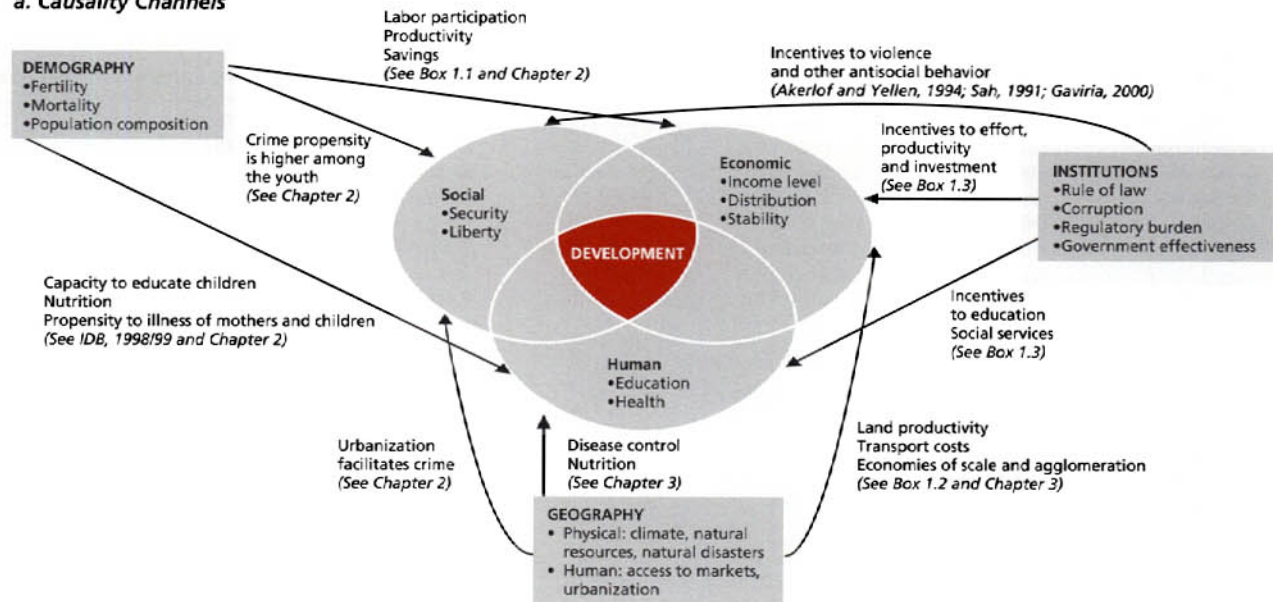 a. Causality Channels
Labor participation
Productivity
Savings
(See Box 1.1 and Chapter 2)
Incentives to violence
and other antisocial behavior
(Akerlof and Yellen, 1994; Sah, 1991; Gaviria, 2000)
DEMOGRAPHY
•Fertility
•Mortality
•Population composition
Crime propensity
is higher among
the youth
(See Chapter 2)
Incentives to effort,
productivity
and investment
(See Box 1.3)
Social
•Security
•Liberty
Economic
•Income level
•Distribution
•Stability
INSTITUTIONS
•Rule of law
•Corruption
•Regulatory burden
•Government effectiveness
DEVELOPMENT
Capacity to educate children
Nutrition
Propensity to illness of mothers and children
(See IDB, 1998/99 and Chapter 2)
Incentives
to education
Social services
(See Box 1.3)
Human
•Education
•Health
Urbanization
facilitates crime
(See Chapter 2)
Disease control
Nutrition
(See Chapter 3)
Land productivity
Transport costs
Economies of scale and agglomeration
(See Box 1.2 and Chapter 3)
GEOGRAPHY
• Physical: climate, natural
resources, natural disasters
• Human: access to markets,
urbanization